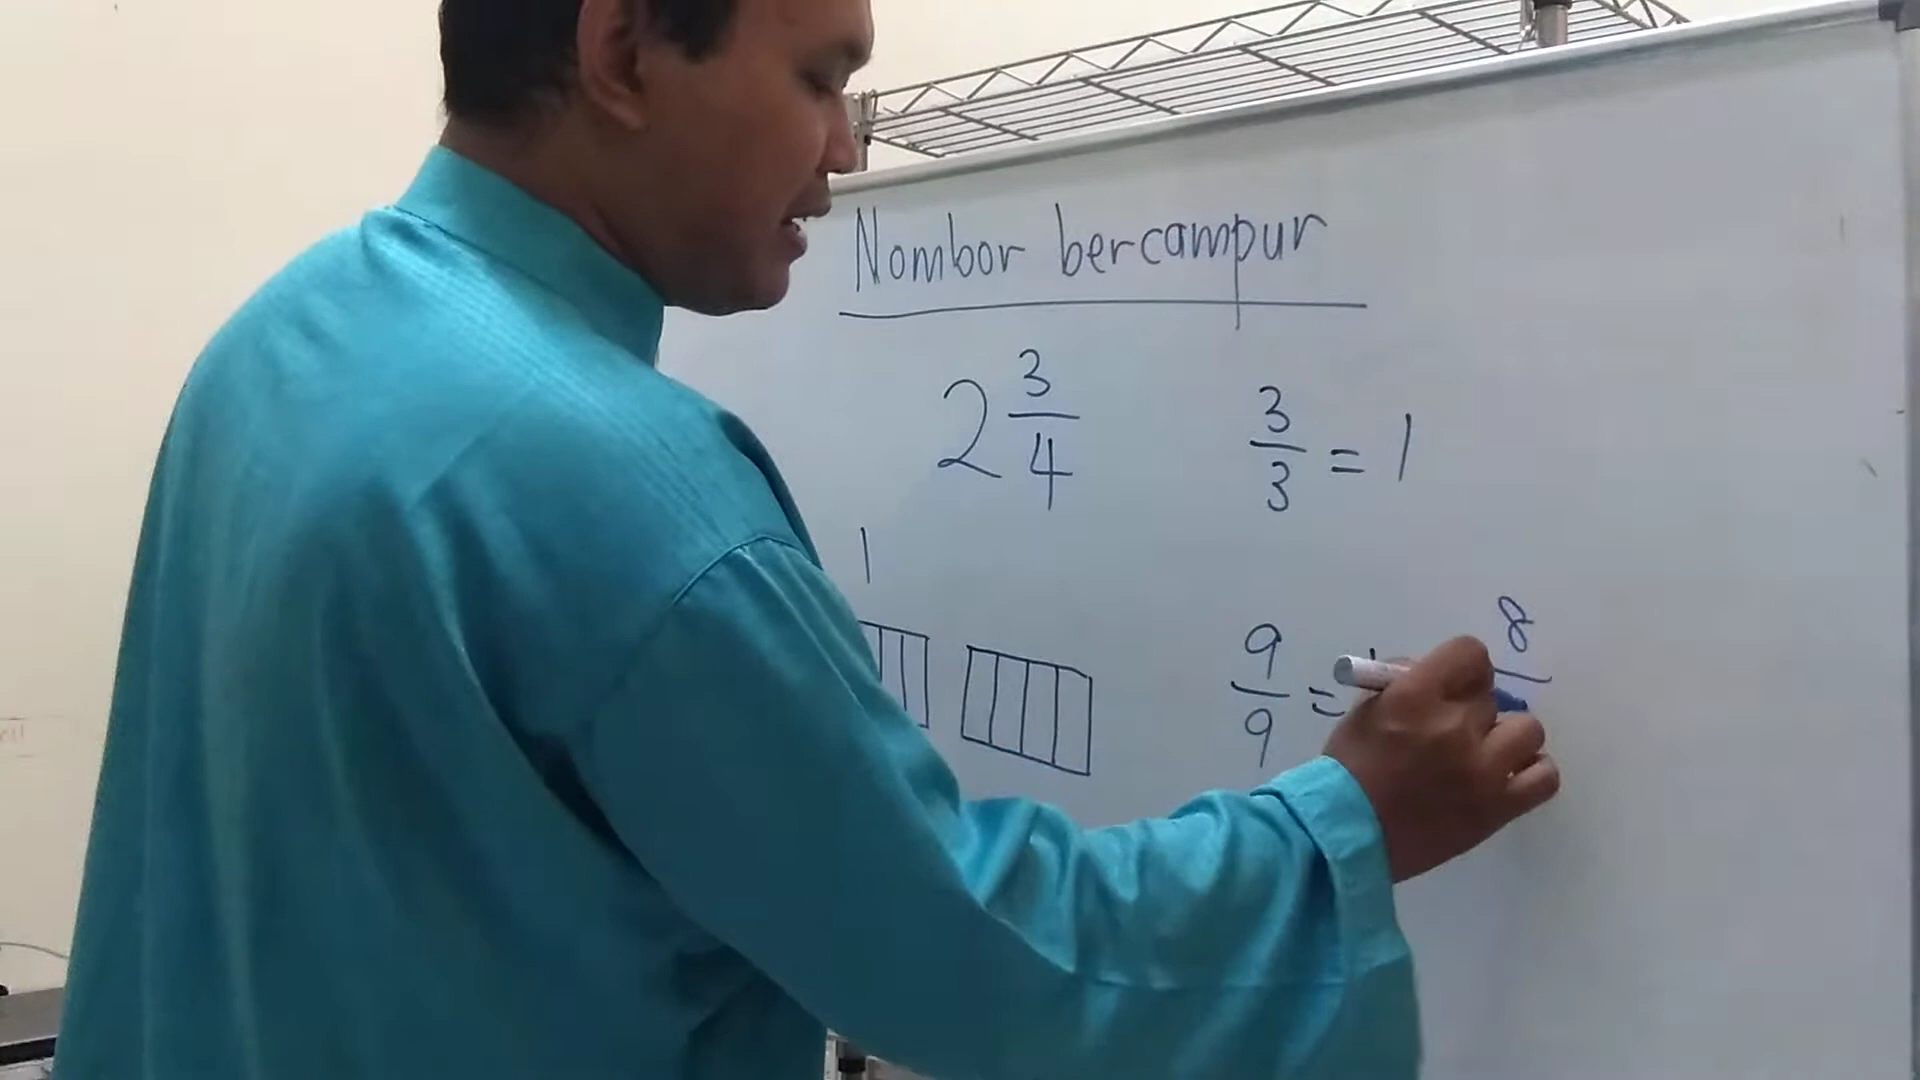 Nombor bercampur
2 3/4
3/3 = 1
1
9/9 =
8